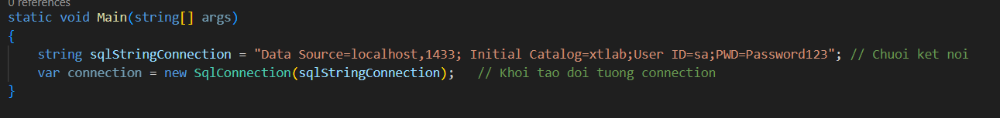 0 references
static void Main(string[] args)
{
string sqlStringConnection = "Data Source=localhost,1433; Initial Catalog=xtlab;User ID=sa;PWD=Password123"; // Chuoi ket noi
var connection = new SqlConnection(sqlStringConnection); // Khoi tao doi tuong connection
}